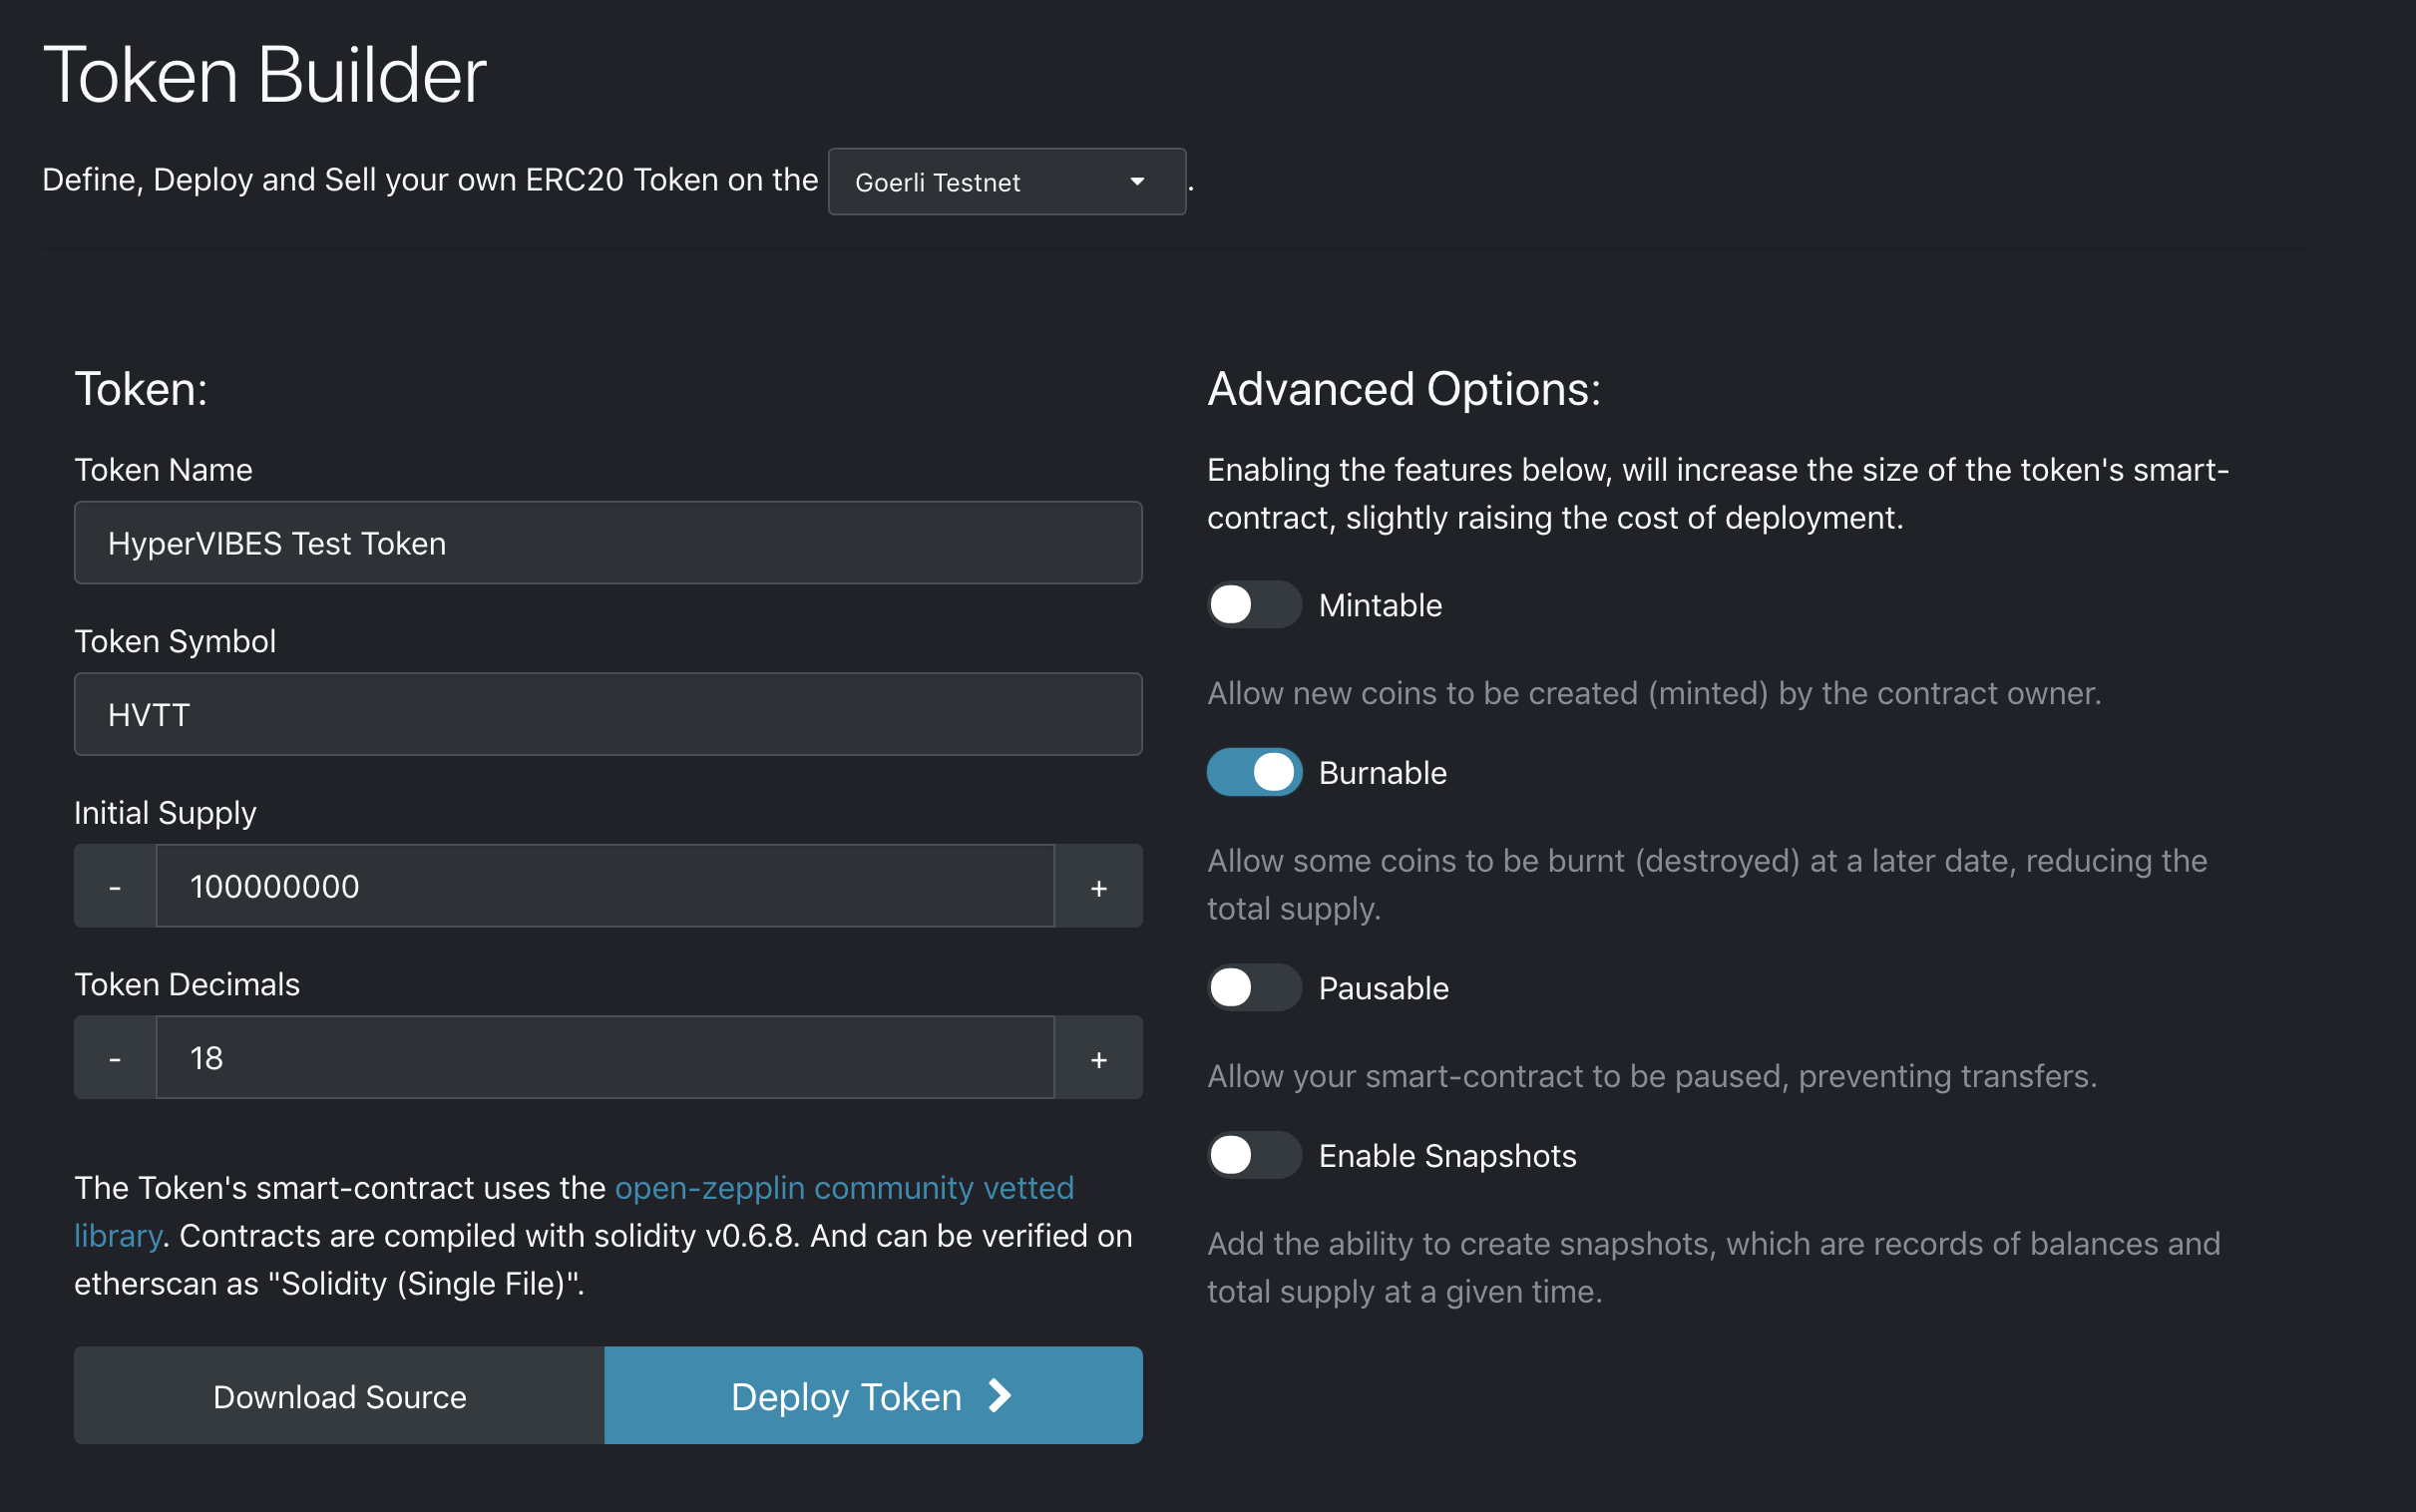 Token Builder
Define, Deploy and Sell your own ERC20 Token on the Goerli Testnet .
Token:
Token Name
HyperVIBES Test Token
Token Symbol
HVTT
Initial Supply
- 100000000 +
Token Decimals
- 18 +
The Token's smart-contract uses the open-zepplin community vetted
library. Contracts are compiled with solidity v0.6.8. And can be verified on
etherscan as "Solidity (Single File)".
Download Source
Deploy Token
Advanced Options:
Enabling the features below, will increase the size of the token's smart-
contract, slightly raising the cost of deployment.
Mintable
Allow new coins to be created (minted) by the contract owner.
Burnable
Allow some coins to be burnt (destroyed) at a later date, reducing the
total supply.
Pausable
Allow your smart-contract to be paused, preventing transfers.
Enable Snapshots
Add the ability to create snapshots, which are records of balances and
total supply at a given time.